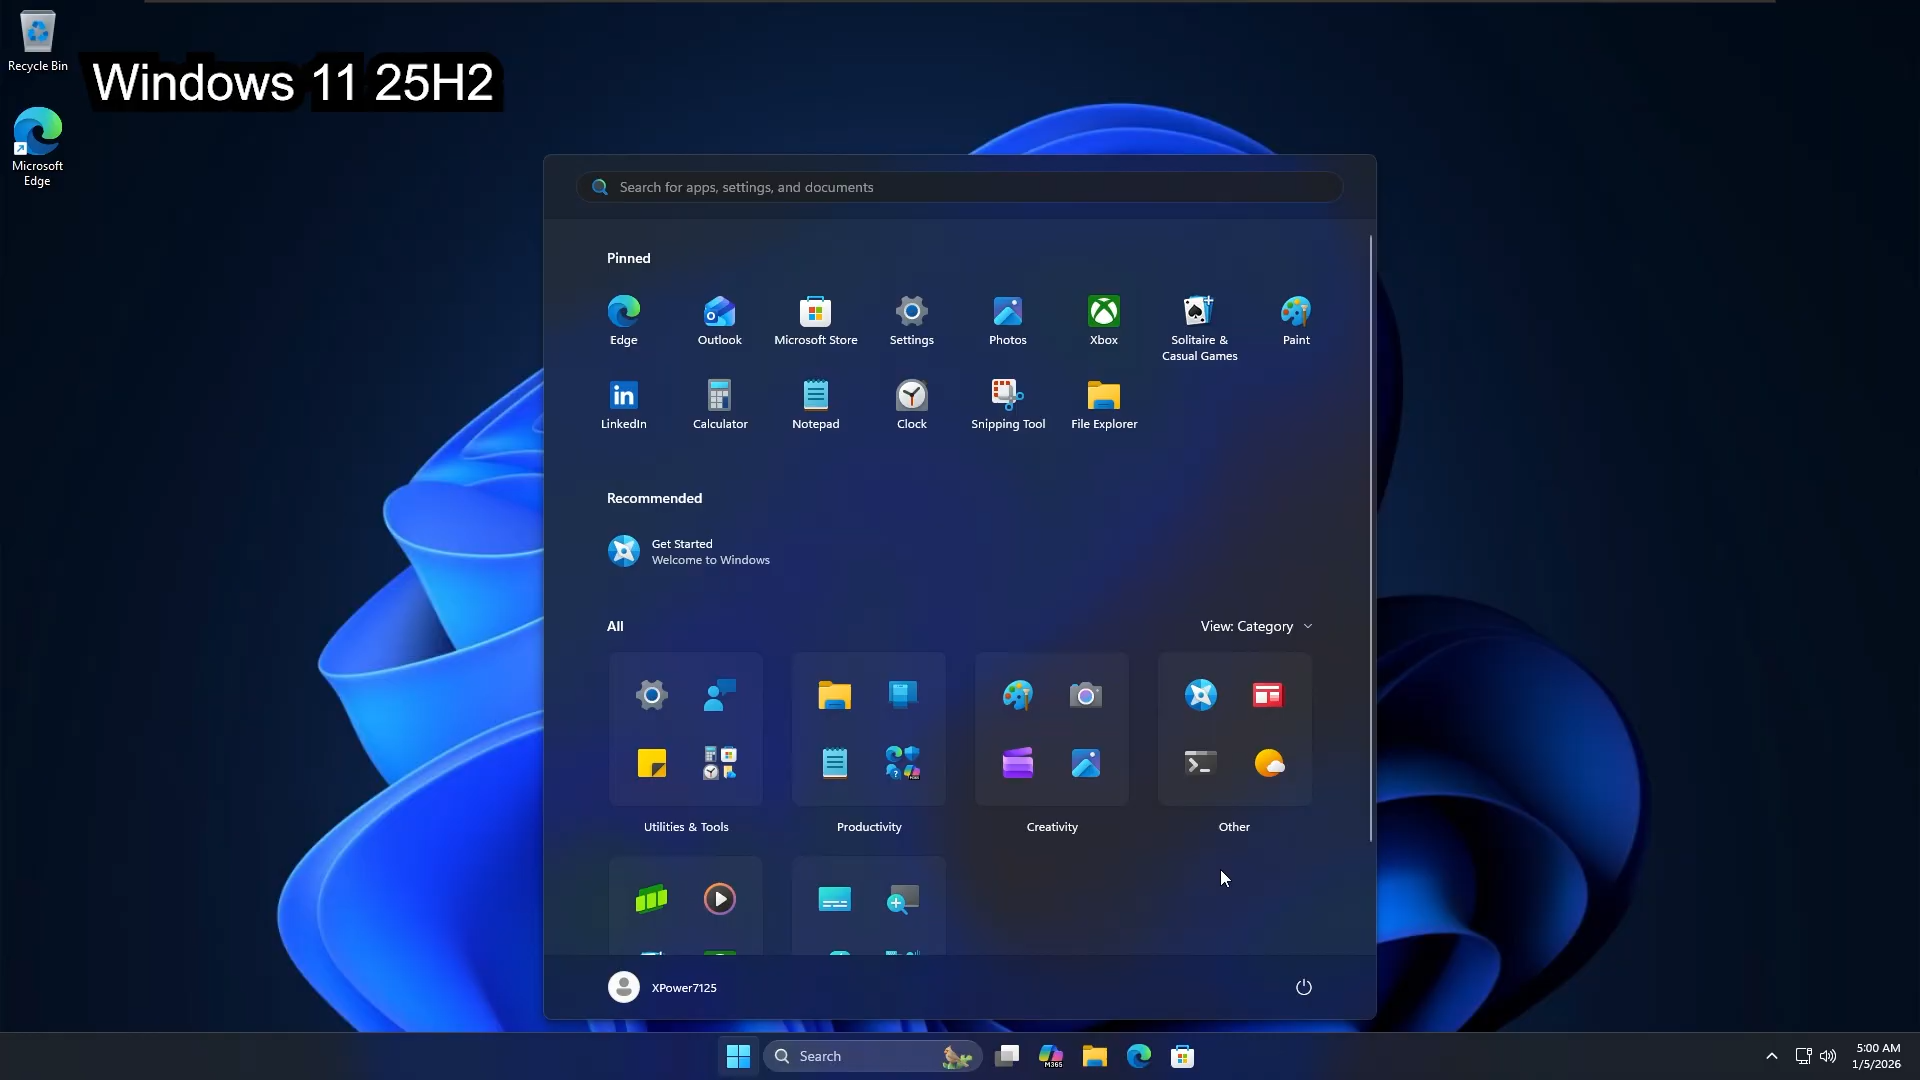 Recycle Bin
Windows 11 25H2
Microsoft
Edge
Search for apps, settings, and documents
Pinned
Edge
Outlook
Microsoft Store
Settings
Photos
Xbox
Solitaire &
Casual Games
Paint
LinkedIn
Calculator
Notepad
Clock
Snipping Tool
File Explorer
Recommended
Get Started
Welcome to Windows
All
View: Category
Utilities & Tools
Productivity
Creativity
Other
XPower7125
Search
M365
5:00 AM
1/5/2026